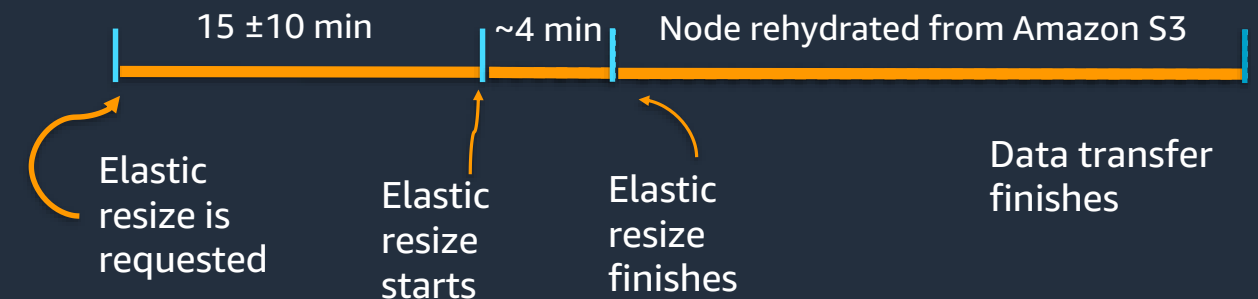 15 ±10 min
~4 min
Node rehydrated from Amazon S3
Elastic
resize is
requested
Elastic
resize
starts
Elastic
resize
finishes
Data transfer
finishes